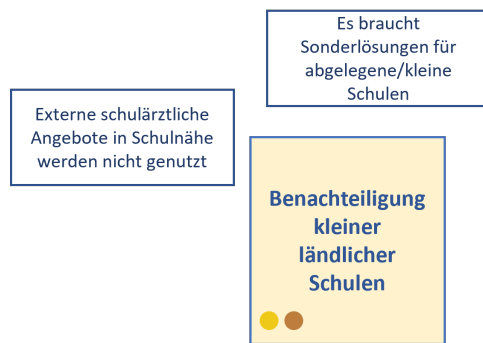 Es braucht
Sonderlösungen für
abgelegene/kleine
Schulen
Externe schulärztliche
Angebote in Schulnähe
werden nicht genutzt
Benachteiligung
kleiner
ländlicher
Schulen